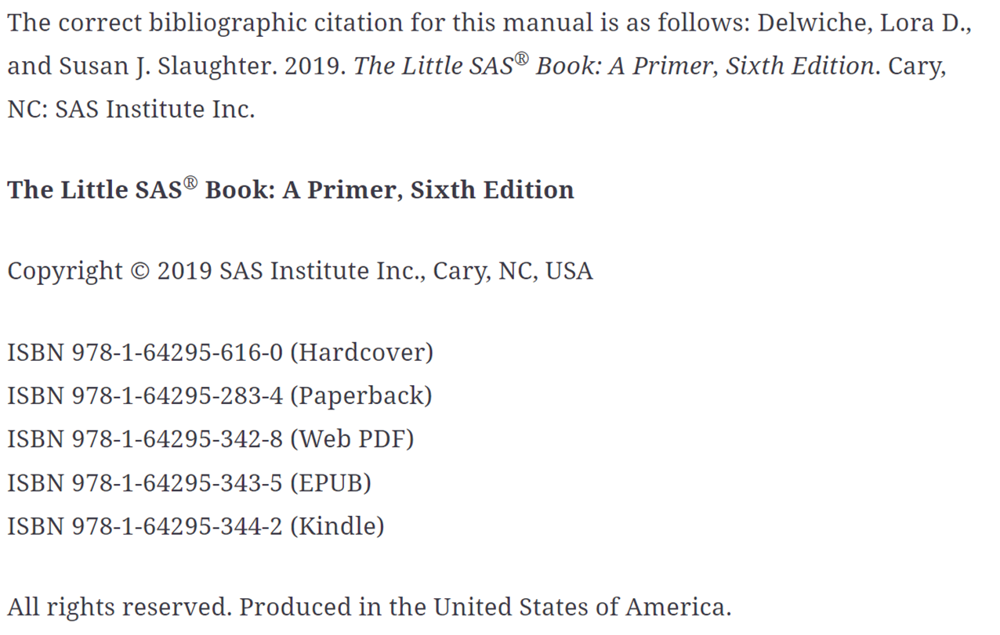 The correct bibliographic citation for this manual is as follows: Delwiche, Lora D.,
and Susan J. Slaughter. 2019. The Little SAS® Book: A Primer, Sixth Edition. Cary,
NC: SAS Institute Inc.
The Little SAS® Book: A Primer, Sixth Edition
Copyright © 2019 SAS Institute Inc., Cary, NC, USA
ISBN 978-1-64295-616-0 (Hardcover)
ISBN 978-1-64295-283-4 (Paperback)
ISBN 978-1-64295-342-8 (Web PDF)
ISBN 978-1-64295-343-5 (EPUB)
ISBN 978-1-64295-344-2 (Kindle)
All rights reserved. Produced in the United States of America.